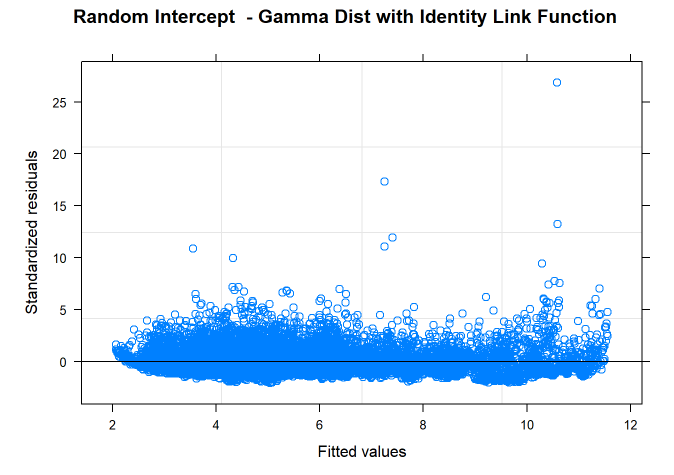 Random Intercept  - Gamma Dist with Identity Link Function
25
20
15
10
5
0
Standardized residuals
2 4 6 8 10 12
Fitted values